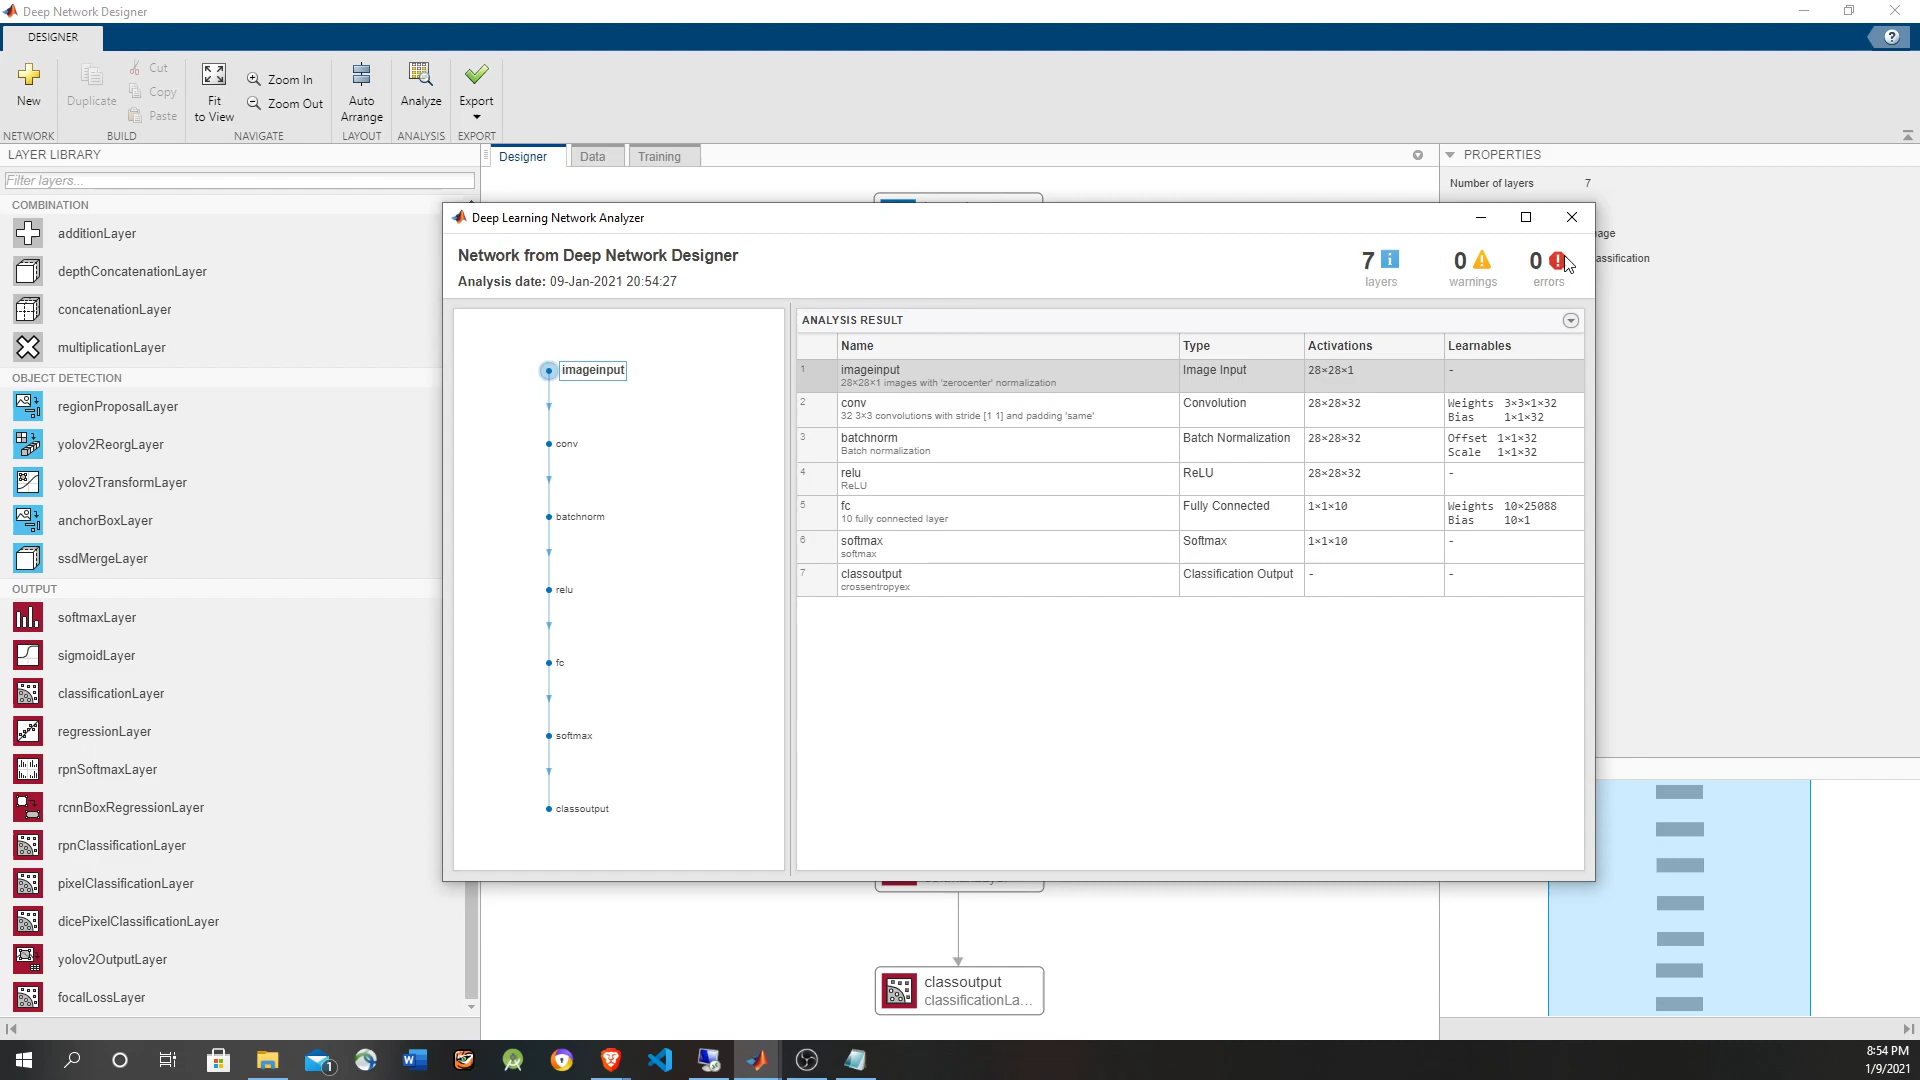 Deep Network Designer
DESIGNER
New
Duplicate
Cut
Copy
Paste
Fit
to View
Zoom In
Zoom Out
Auto
Arrange
Analyze
Export
NETWORK
BUILD
NAVIGATE
LAYOUT
ANALYSIS
EXPORT
LAYER LIBRARY
Filter layers...
COMBINATION
additionLayer
depthConcatenationLayer
concatenationLayer
multiplicationLayer
OBJECT DETECTION
regionProposalLayer
yolov2ReorgLayer
yolov2TransformLayer
anchorBoxLayer
ssdMergeLayer
OUTPUT
softmaxLayer
sigmoidLayer
classificationLayer
regressionLayer
rpnSoftmaxLayer
rcnnBoxRegressionLayer
rpnClassificationLayer
pixelClassificationLayer
dicePixelClassificationLayer
yolov2OutputLayer
focalLossLayer
Designer
Data
Training
PROPERTIES
Number of layers 7
age
assification
Deep Learning Network Analyzer
Network from Deep Network Designer
Analysis date: 09-Jan-2021 20:54:27
7
layers
0
warnings
0
errors
imageinput
conv
batchnorm
relu
fc
softmax
classoutput
ANALYSIS RESULT
Name Type Activations Learnables
1 imageinput Image Input 28×28×1 -
28×28×1 images with 'zerocenter' normalization
2 conv Convolution 28×28×32 Weights 3×3×1×32
32 3×3 convolutions with stride [1 1] and padding 'same' Bias 1×1×32
3 batchnorm Batch Normalization 28×28×32 Offset 1×1×32
Batch normalization Scale 1×1×32
4 relu ReLU 28×28×32 -
ReLU
5 fc Fully Connected 1×1×10 Weights 10×25088
10 fully connected layer Bias 10×1
6 softmax Softmax 1×1×10 -
softmax
7 classoutput Classification Output - -
crossentropyex
classoutput
classificationLa...
8:54 PM
1/9/2021